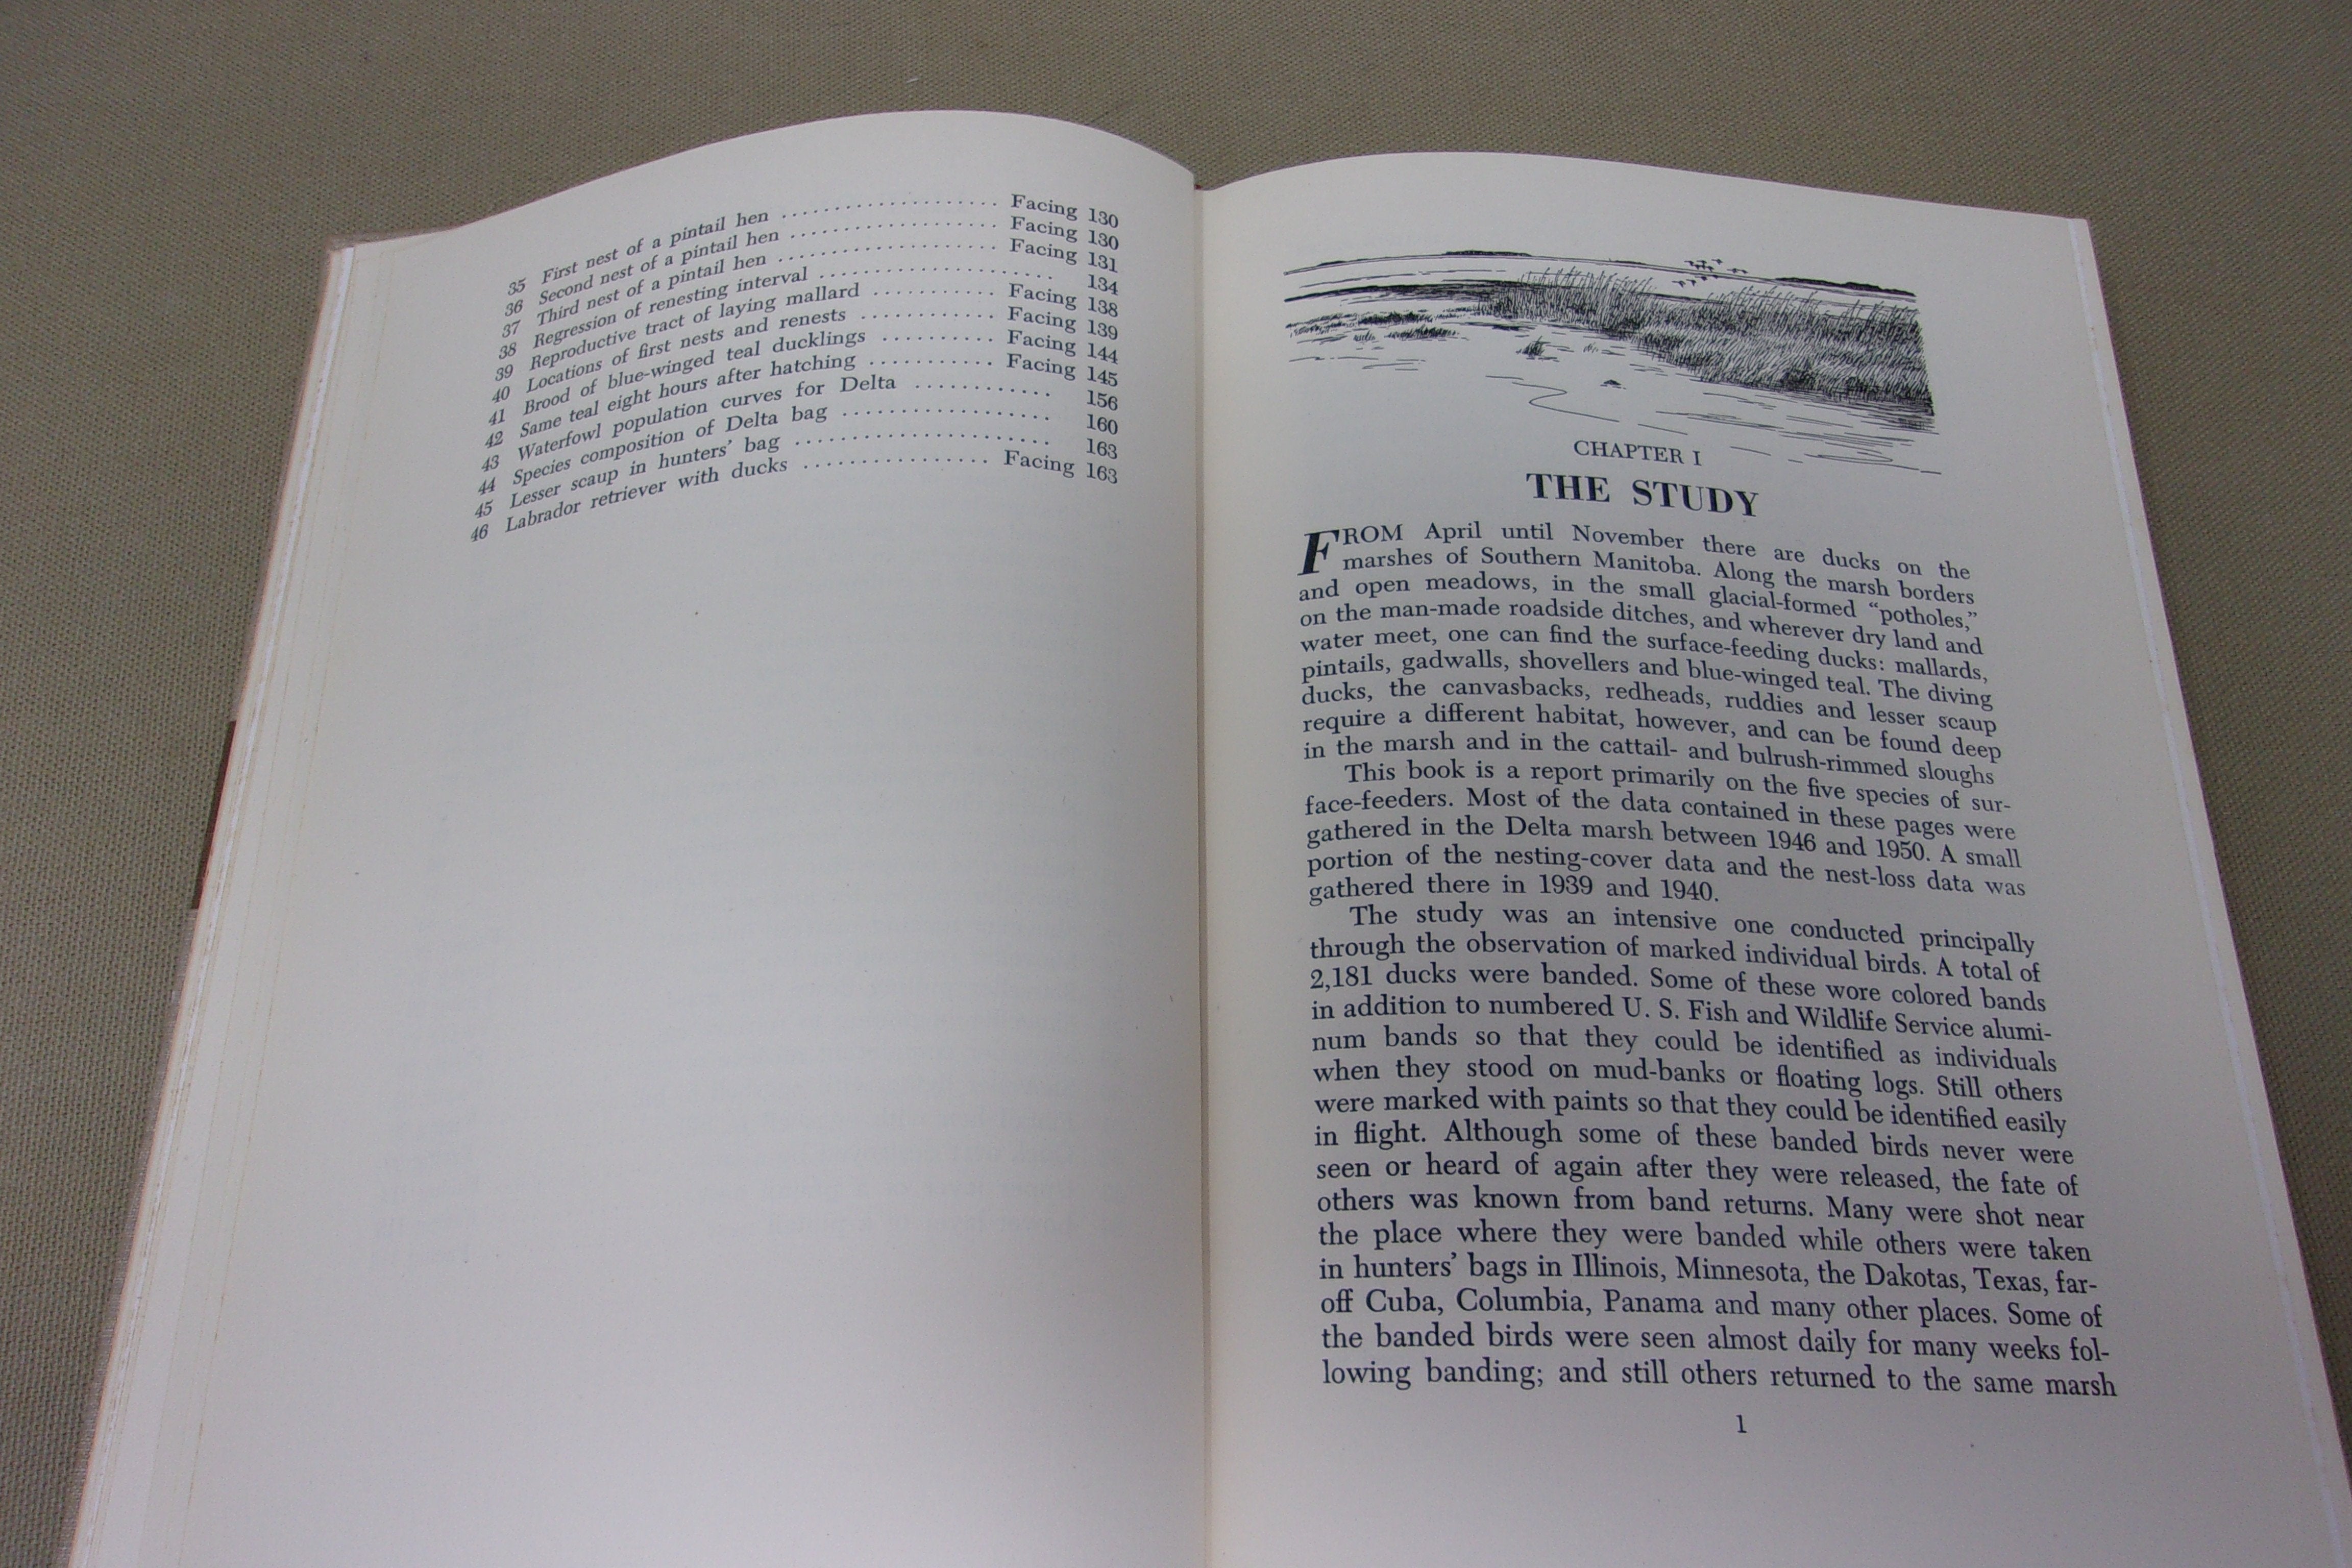 35 First nest of a pintail hen .................... Facing 130
36 Second nest of a pintail hen ................... Facing 130
37 Third nest of a pintail hen .................... Facing 131
38 Regression of renesting interval ...................... 134
39 Reproductive tract of laying mallard ........... Facing 138
40 Locations of first nests and renests ............ Facing 139
41 Brood of blue-winged teal ducklings .......... Facing 144
42 Same teal eight hours after hatching ........... Facing 145
43 Waterfowl population curves for Delta ............ 156
44 Species composition of Delta bag .................. 160
45 Lesser scaup in hunters' bag ...................... 163
46 Labrador retriever with ducks ................ Facing 163
CHAPTER I
THE STUDY
FROM April until November there are ducks on the
marshes of Southern Manitoba. Along the marsh borders
and open meadows, in the small glacial-formed “potholes,”
on the man-made roadside ditches, and wherever dry land and
water meet, one can find the surface-feeding ducks: mallards,
pintails, gadwalls, shovellers and blue-winged teal. The diving
ducks, the canvasbacks, redheads, ruddies and lesser scaup
require a different habitat, however, and can be found deep
in the marsh and in the cattail- and bulrush-rimmed sloughs
This book is a report primarily on the five species of sur-
face-feeders. Most of the data contained in these pages were
gathered in the Delta marsh between 1946 and 1950. A small
portion of the nesting-cover data and the nest-loss data was
gathered there in 1939 and 1940.
The study was an intensive one conducted principally
through the observation of marked individual birds. A total of
2,181 ducks were banded. Some of these wore colored bands
in addition to numbered U. S. Fish and Wildlife Service alumi-
num bands so that they could be identified as individuals
when they stood on mud-banks or floating logs. Still others
were marked with paints so that they could be identified easily
in flight. Although some of these banded birds never were
seen or heard of again after they were released, the fate of
others was known from band returns. Many were shot near
the place where they were banded while others were taken
in hunters' bags in Illinois, Minnesota, the Dakotas, Texas, far-
off Cuba, Columbia, Panama and many other places. Some of
the banded birds were seen almost daily for many weeks fol-
lowing banding; and still others returned to the same marsh
1